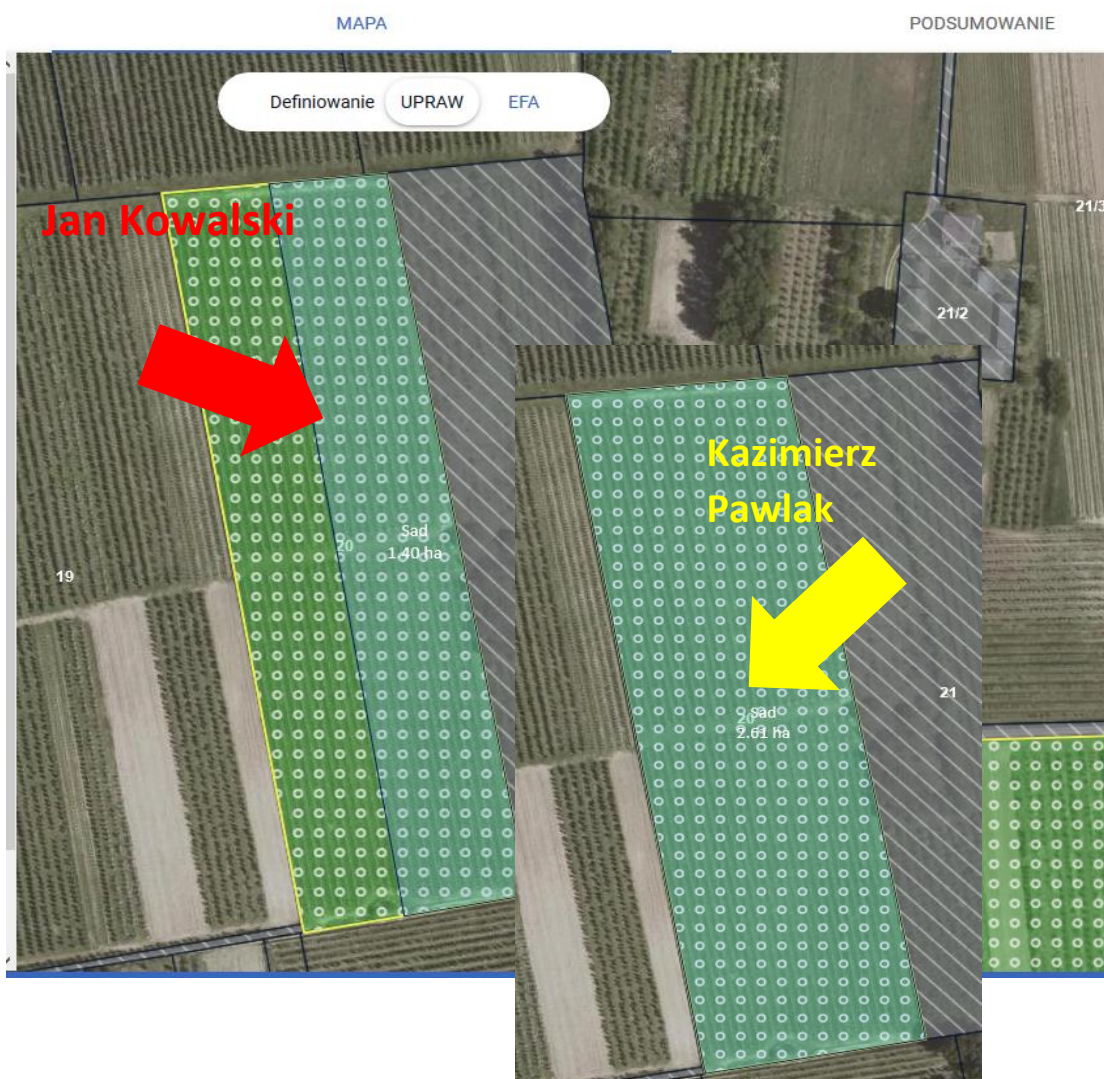 MAPA
PODSUMOWANIE
Definiowanie UPRAW EFA
Jan Kowalski
21/3
21/2
Kazimierz
Pawlak
Sad
1.40 ha
20
19
21
20
Sad
2.61 ha